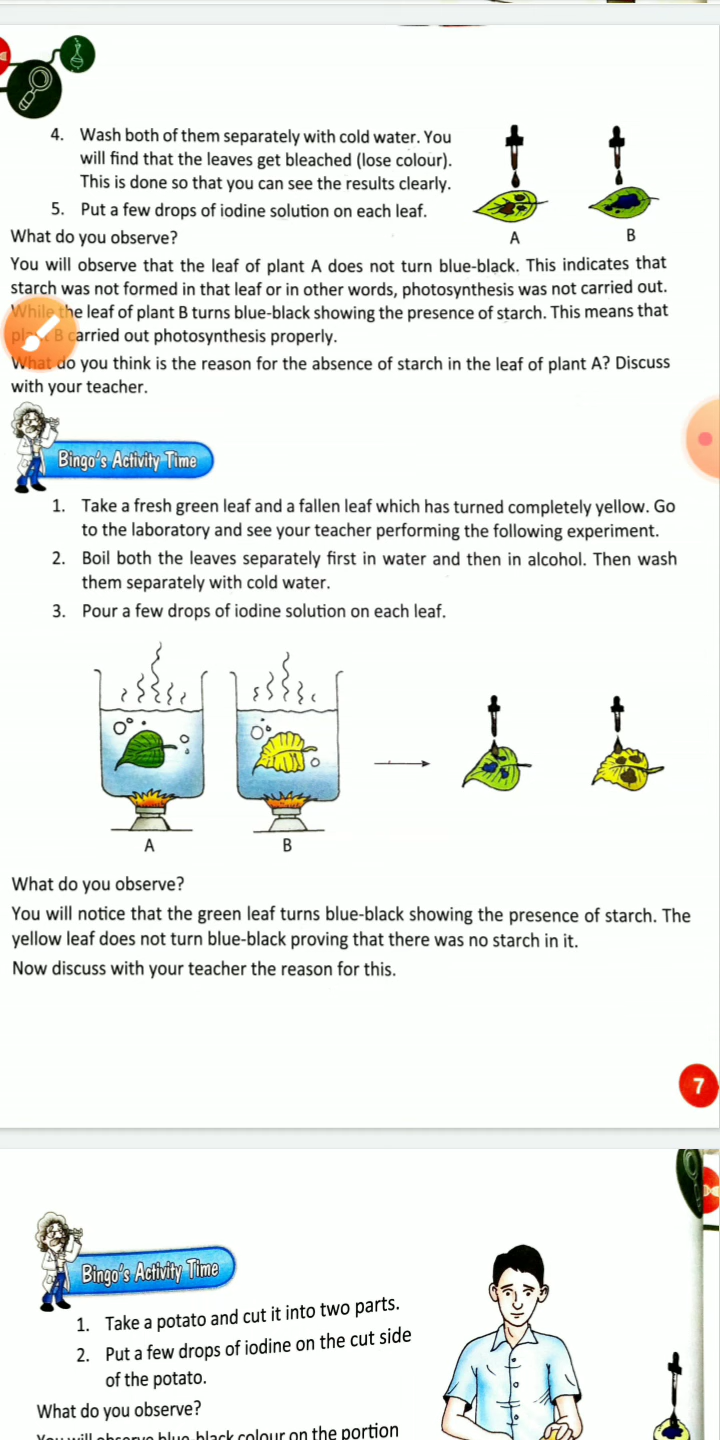 4. Wash both of them separately with cold water. You
will find that the leaves get bleached (lose colour).
This is done so that you can see the results clearly.
5. Put a few drops of iodine solution on each leaf.
A
B
What do you observe?
You will observe that the leaf of plant A does not turn blue-black. This indicates that
starch was not formed in that leaf or in other words, photosynthesis was not carried out.
While the leaf of plant B turns blue-black showing the presence of starch. This means that
plant B carried out photosynthesis properly.
What do you think is the reason for the absence of starch in the leaf of plant A? Discuss
with your teacher.
Bingo's Activity Time
1. Take a fresh green leaf and a fallen leaf which has turned completely yellow. Go
to the laboratory and see your teacher performing the following experiment.
2. Boil both the leaves separately first in water and then in alcohol. Then wash
them separately with cold water.
3. Pour a few drops of iodine solution on each leaf.
A
B
What do you observe?
You will notice that the green leaf turns blue-black showing the presence of starch. The
yellow leaf does not turn blue-black proving that there was no starch in it.
Now discuss with your teacher the reason for this.
7
Bingo's Activity Time
1. Take a potato and cut it into two parts.
2. Put a few drops of iodine on the cut side
of the potato.
What do you observe?
You will observe blue-black colour on the portion